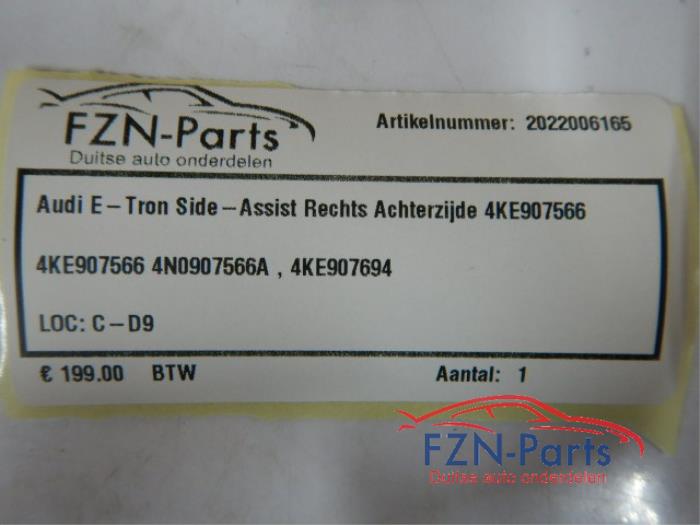 FZN-Parts
Duitse auto onderdelen
Artikelnummer: 2022006165
Audi E-Tron Side-Assist Rechts Achterzijde 4KE907566
4KE907566 4N0907566A , 4KE907694
LOC: C-D9
€ 199.00 BTW Aantal: 1
FZN-Parts
Duitse auto onderdelen